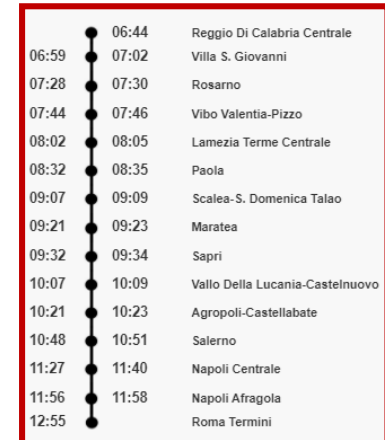 06:44 Reggio Di Calabria Centrale
06:59 07:02 Villa S. Giovanni
07:28 07:30 Rosarno
07:44 07:46 Vibo Valentia-Pizzo
08:02 08:05 Lamezia Terme Centrale
08:32 08:35 Paola
09:07 09:09 Scalea-S. Domenica Talao
09:21 09:23 Maratea
09:32 09:34 Sapri
10:07 10:09 Vallo Della Lucania-Castelnuovo
10:21 10:23 Agropoli-Castellabate
10:48 10:51 Salerno
11:27 11:40 Napoli Centrale
11:56 11:58 Napoli Afragola
12:55 Roma Termini